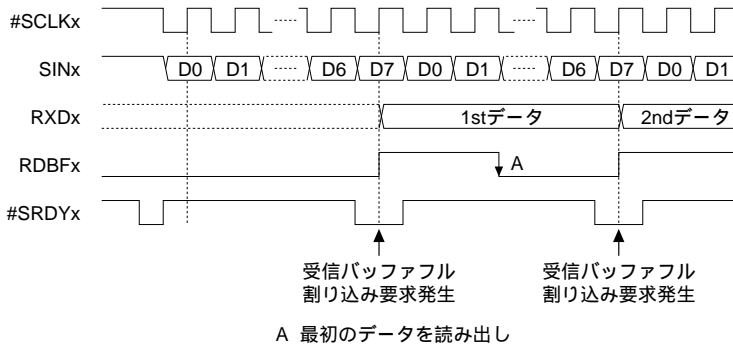 #SCLKx
SINx D0 D1 ...... D6 D7 D0 D1 ...... D6 D7 D0 D1
RXDx 1stデータ 2ndデータ
RDBFx A
#SRDYx
受信バッファフル 受信バッファフル
割り込み要求発生 割り込み要求発生
A 最初のデータを読み出し